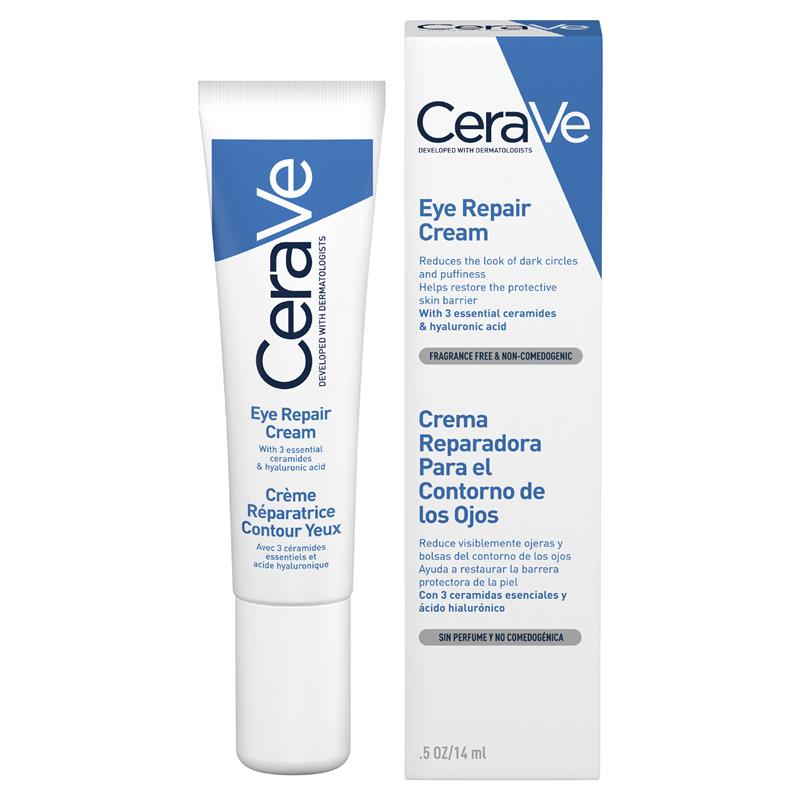 CeraVe
DEVELOPED WITH DERMATOLOGISTS
Eye Repair
Cream
With 3 essential
ceramides
& hyaluronic acid
Crème
Réparatrice
Contour Yeux
Avec 3 céramides
essentiels et
acide hyaluronique
CeraVe
CeraVe
DEVELOPED WITH DERMATOLOGISTS
Eye Repair
Cream
Reduces the look of dark circles
and puffiness
Helps restore the protective
skin barrier
With 3 essential ceramides
& hyaluronic acid
FRAGRANCE FREE & NON-COMEDOGENIC
Crema
Reparadora
Para el
Contorno de
los Ojos
Reduce visiblemente ojeras y
bolsas del contorno de los ojos
Ayuda a restaurar la barrera
protectora de la piel
Con 3 ceramidas esenciales y
ácido hialurónico
SIN PERFUME Y NO COMEDOGÉNICA
.5 OZ/14 ml